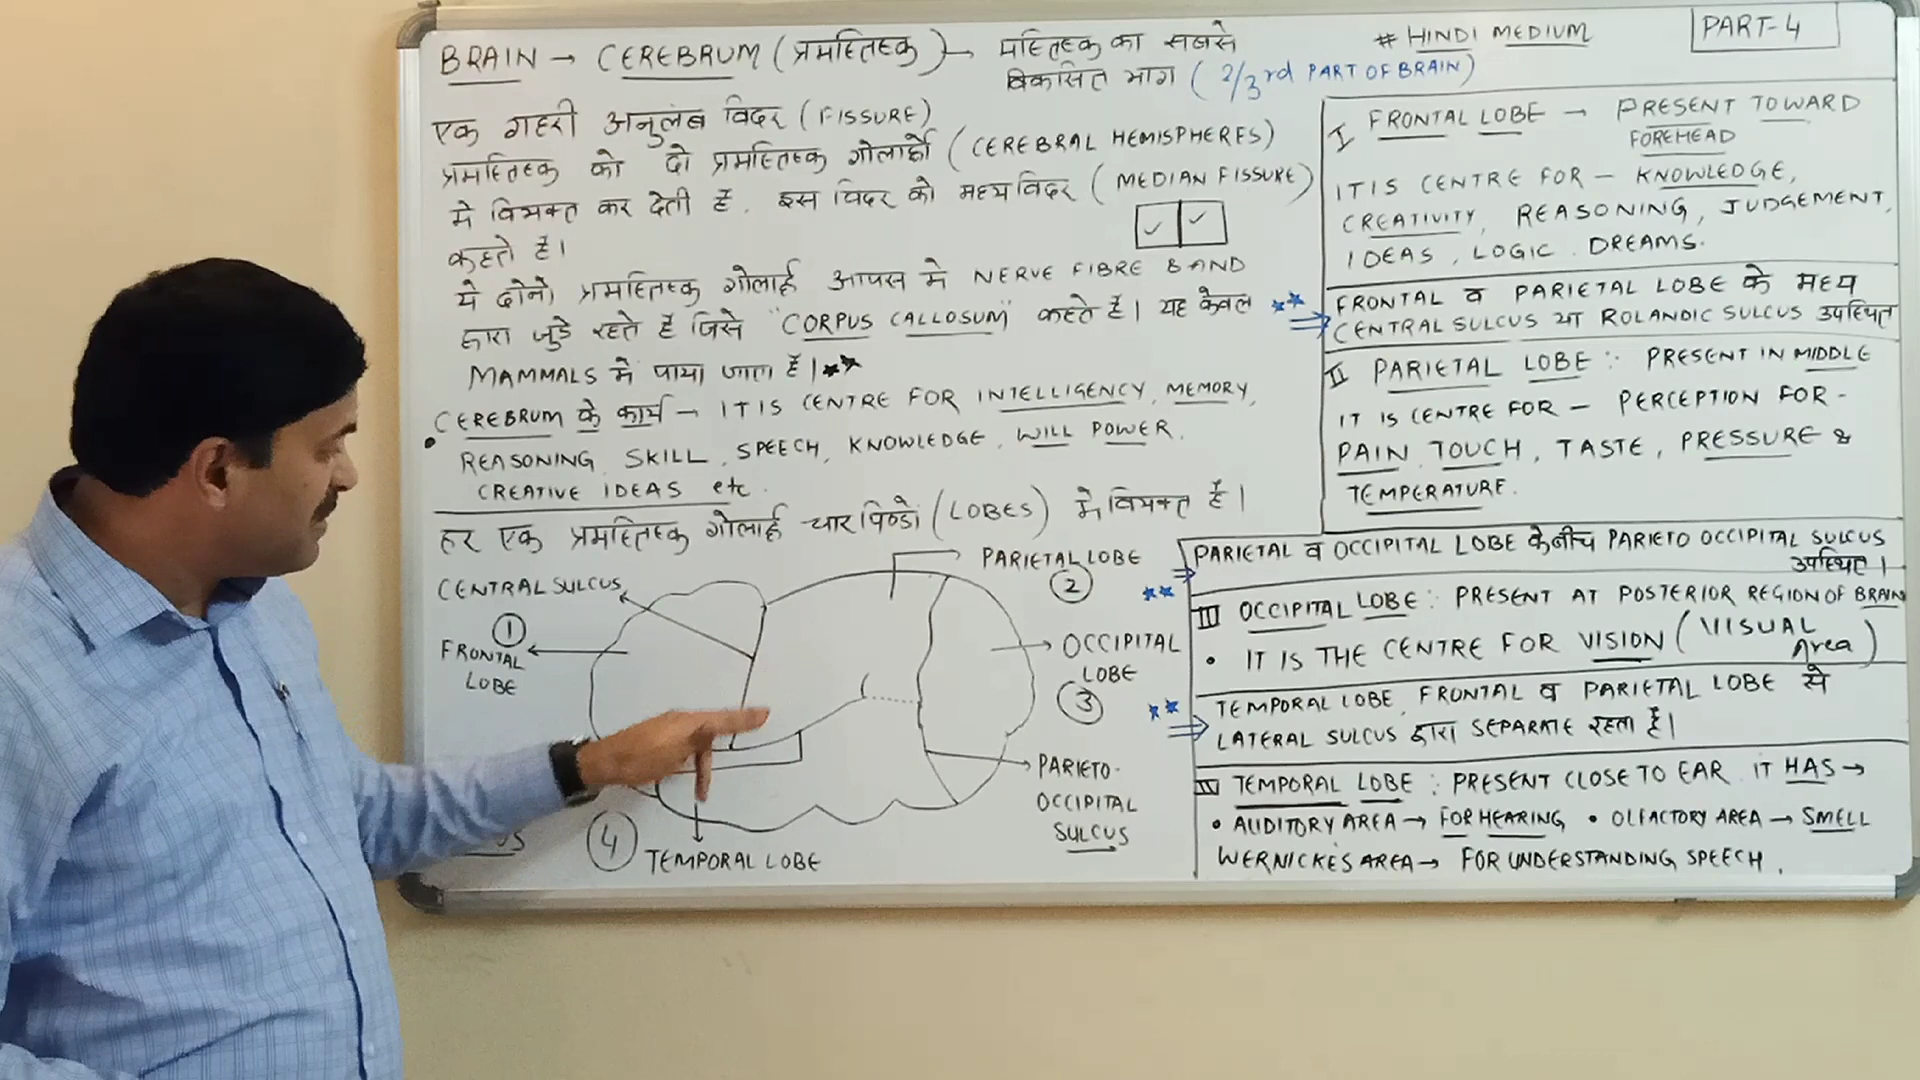 BRAIN → CEREBRUM (प्रमस्तिष्क) → मस्तिष्क का सबसे
विकसित भाग ( 2/3rd PART OF BRAIN)
# HINDI MEDIUM
PART-4
एक गहरी अनुलंब विदर (FISSURE)
प्रमस्तिष्क को दो प्रमस्तिष्क गोलार्धो (CEREBRAL HEMISPHERES)
मे विभक्त कर देती है. इस विदर को मध्यविदर (MEDIAN FISSURE)
कहते है।
ये दोनो प्रमस्तिष्क गोलार्ध आपस मे NERVE FIBRE BAND
द्वारा जुडे रहते है जिसे "CORPUS CALLOSUM" कहते है। यह केवल
MAMMALS मे पाया जाता है।
CEREBRUM के कार्य – IT IS CENTRE FOR INTELLIGENCY, MEMORY,
REASONING, SKILL, SPEECH, KNOWLEDGE, WILL POWER,
CREATIVE IDEAS etc.
हर एक प्रमस्तिष्क गोलार्ध चार पिण्डो (LOBES) मे विभक्त है।
CENTRAL SULCUS
PARIETAL LOBE
2
1
FRONTAL
LOBE
OCCIPITAL
LOBE
3
PARIETO-
OCCIPITAL
SULCUS
4
TEMPORAL LOBE
I FRONTAL LOBE → PRESENT TOWARD
FOREHEAD
IT IS CENTRE FOR – KNOWLEDGE,
CREATIVITY, REASONING, JUDGEMENT,
IDEAS, LOGIC. DREAMS.
FRONTAL व PARIETAL LOBE के मध्य
CENTRAL SULCUS या ROLANDIC SULCUS उपस्थित
II PARIETAL LOBE : PRESENT IN MIDDLE
IT IS CENTRE FOR – PERCEPTION FOR -
PAIN TOUCH, TASTE, PRESSURE &
TEMPERATURE.
PARIETAL व OCCIPITAL LOBE के बीच PARIETO OCCIPITAL SULCUS
उपस्थित।
III OCCIPITAL LOBE : PRESENT AT POSTERIOR REGION OF BRAIN
• IT IS THE CENTRE FOR VISION (VISUAL
Area)
TEMPORAL LOBE, FRONTAL व PARIETAL LOBE से
LATERAL SULCUS द्वारा SEPARATE रहता है।
IV TEMPORAL LOBE : PRESENT CLOSE TO EAR. IT HAS →
• AUDITORY AREA → FOR HEARING • OLFACTORY AREA → SMELL
WERNICKE'S AREA → FOR UNDERSTANDING SPEECH.